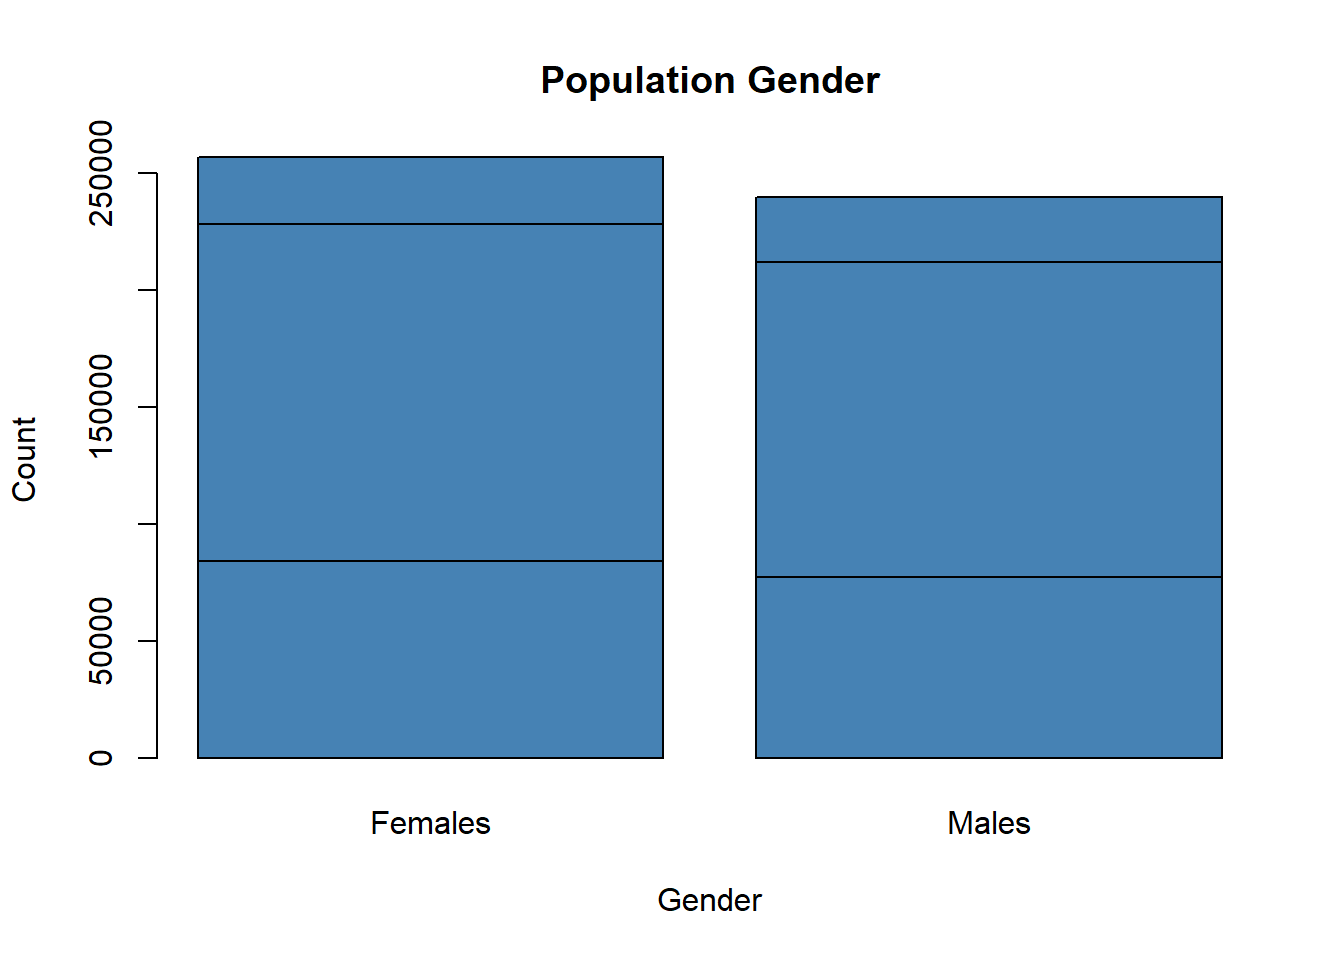 Population Gender
250000
150000
50000
0
Count
Females
Males
Gender